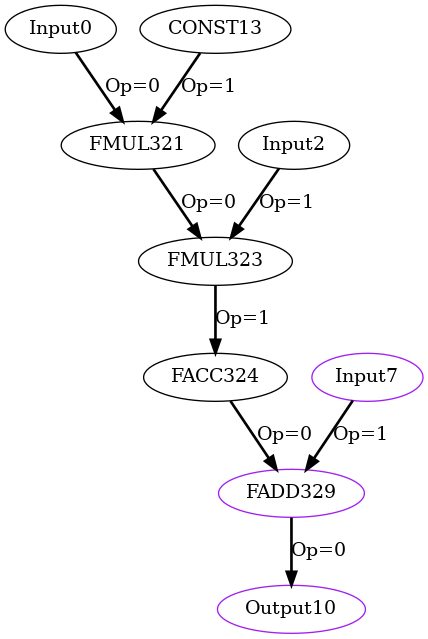 Input0
CONST13
Op=0
Op=1
FMUL321
Input2
Op=0
Op=1
FMUL323
Op=1
FACC324
Input7
Op=0
Op=1
FADD329
Op=0
Output10